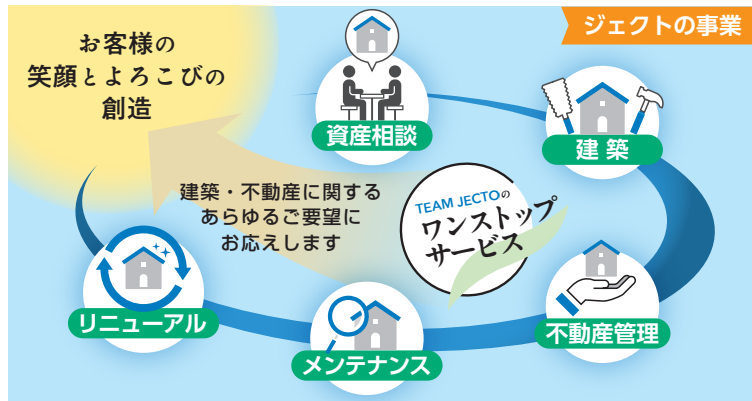 ジェクトの事業
お客様の
笑顔とよろこびの
創造
資産相談
建築
建築・不動産に関する
あらゆるご要望に
お応えします
TEAM JECTOの
ワンストップ
サービス
リニューアル
メンテナンス
不動産管理